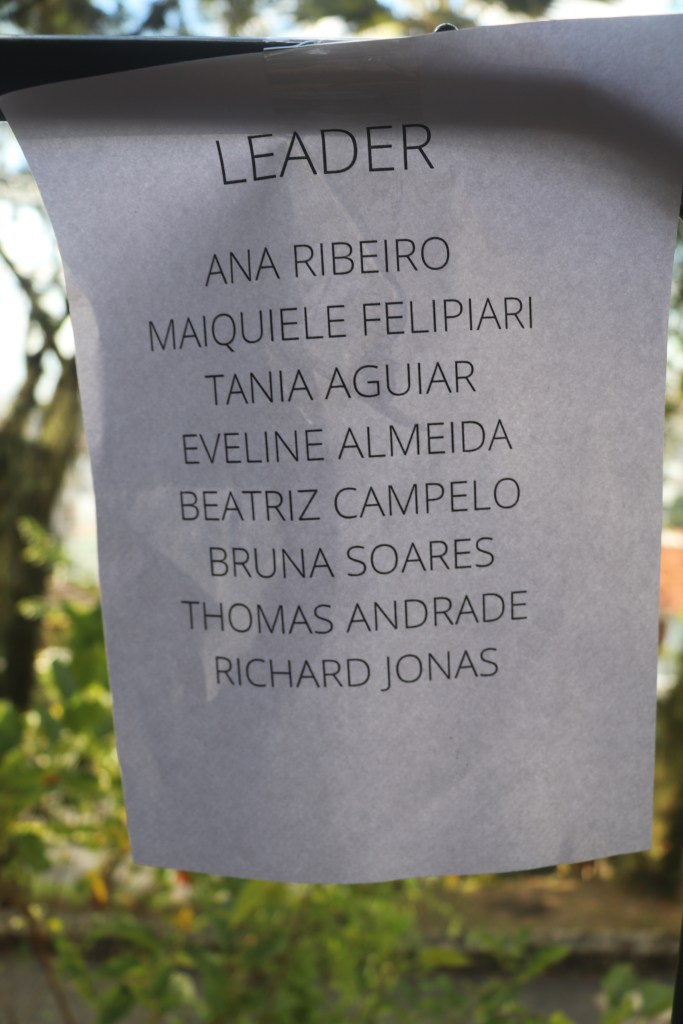 LEADER
ANA RIBEIRO
MAIQUIELE FELIPIARI
TANIA AGUIAR
EVELINE ALMEIDA
BEATRIZ CAMPELO
BRUNA SOARES
THOMAS ANDRADE
RICHARD JONAS